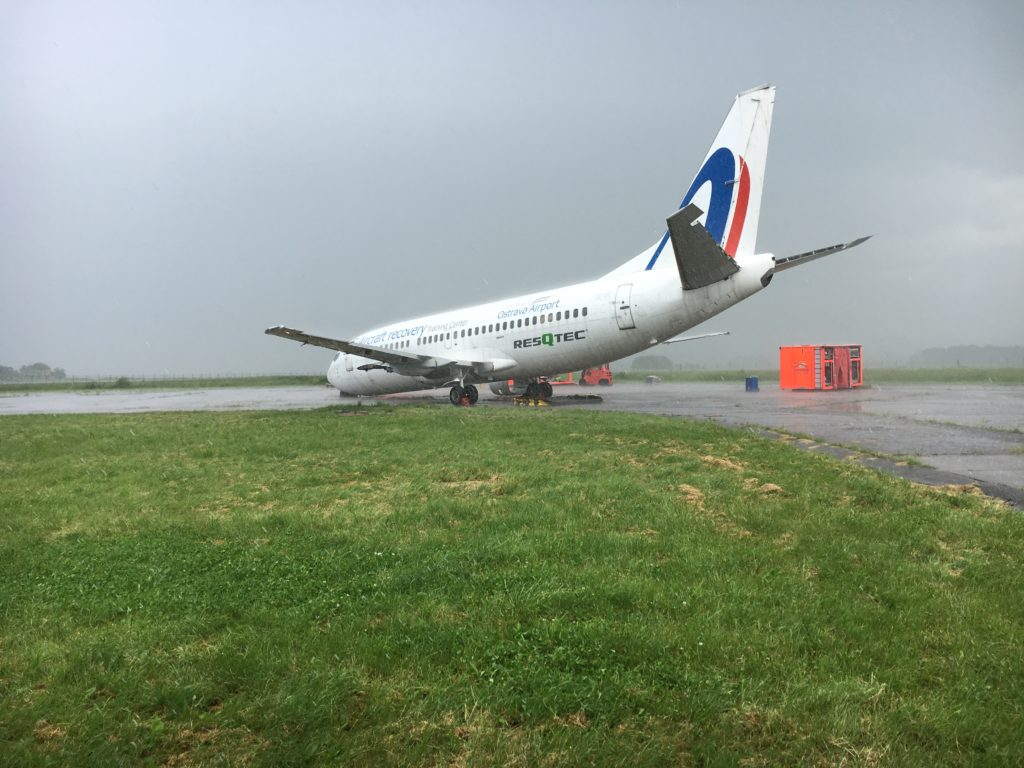 Aircraft recovery Training Center
Ostrava Airport
RESQTEC